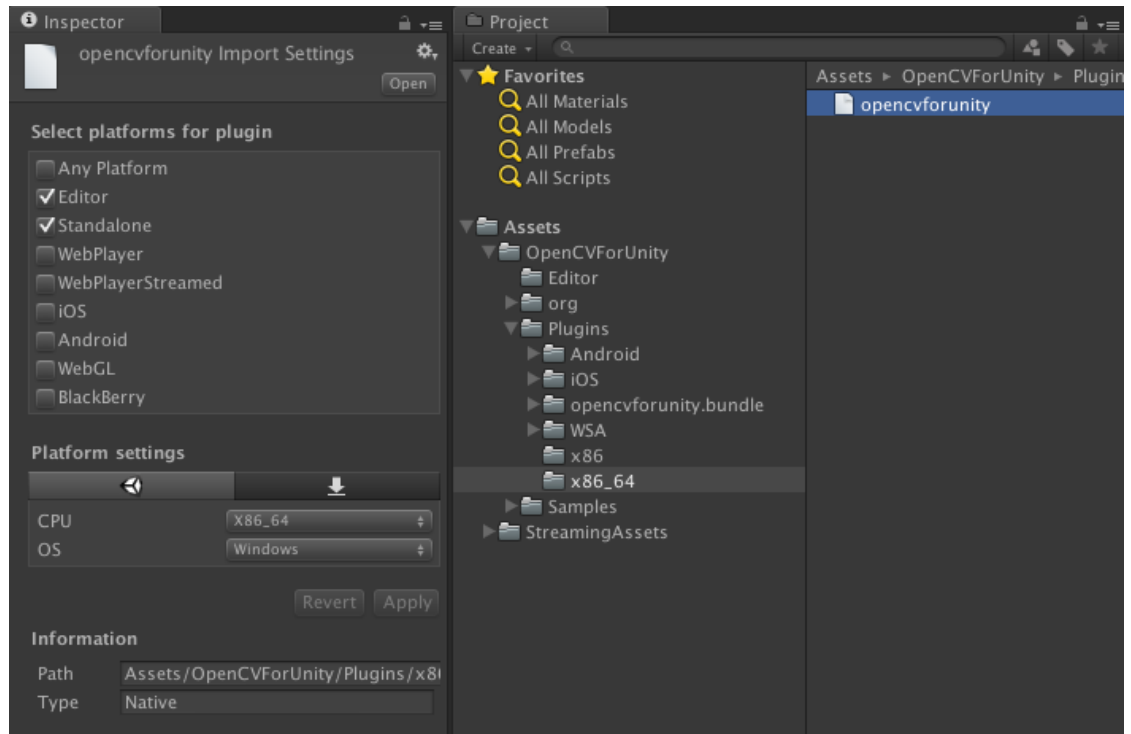 Inspector
opencvforunity Import Settings
Open
Select platforms for plugin
Any Platform
Editor
Standalone
WebPlayer
WebPlayerStreamed
iOS
Android
WebGL
BlackBerry
Platform settings
CPU X86_64
OS Windows
Revert Apply
Information
Path Assets/OpenCVForUnity/Plugins/x8
Type Native
Project
Create
Favorites
All Materials
All Models
All Prefabs
All Scripts
Assets
OpenCVForUnity
Editor
org
Plugins
Android
iOS
opencvforunity.bundle
WSA
x86
x86_64
Samples
StreamingAssets
Assets ▸ OpenCVForUnity ▸ Plugin
opencvforunity